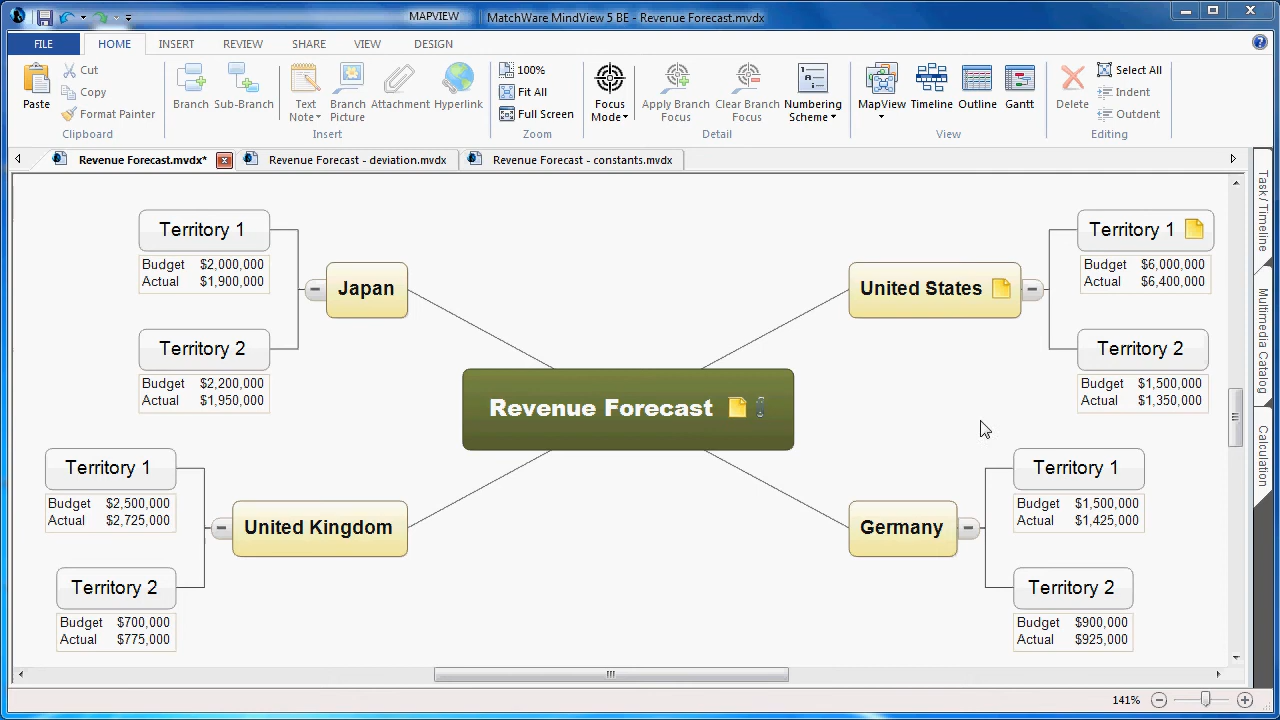 MAPVIEW
MatchWare MindView 5 BE - Revenue Forecast.mvdx
FILE HOME INSERT REVIEW SHARE VIEW DESIGN
Paste
Cut
Copy
Format Painter
Clipboard
Branch
Sub-Branch
Text Note
Branch Picture
Attachment
Hyperlink
Insert
100%
Fit All
Full Screen
Zoom
Focus Mode
Apply Branch Focus
Clear Branch Focus
Numbering Scheme
Detail
MapView
Timeline
Outline
Gantt
View
Delete
Select All
Indent
Outdent
Editing
Revenue Forecast.mvdx*
Revenue Forecast - deviation.mvdx
Revenue Forecast - constants.mvdx
Territory 1
Budget $2,000,000
Actual $1,900,000
Japan
Territory 2
Budget $2,200,000
Actual $1,950,000
United States
Territory 1
Budget $6,000,000
Actual $6,400,000
Territory 2
Budget $1,500,000
Actual $1,350,000
Revenue Forecast
Territory 1
Budget $2,500,000
Actual $2,725,000
United Kingdom
Territory 2
Budget $700,000
Actual $775,000
Germany
Territory 1
Budget $1,500,000
Actual $1,425,000
Territory 2
Budget $900,000
Actual $925,000
Task/Timeline
Multimedia Catalog
Calculation
141%